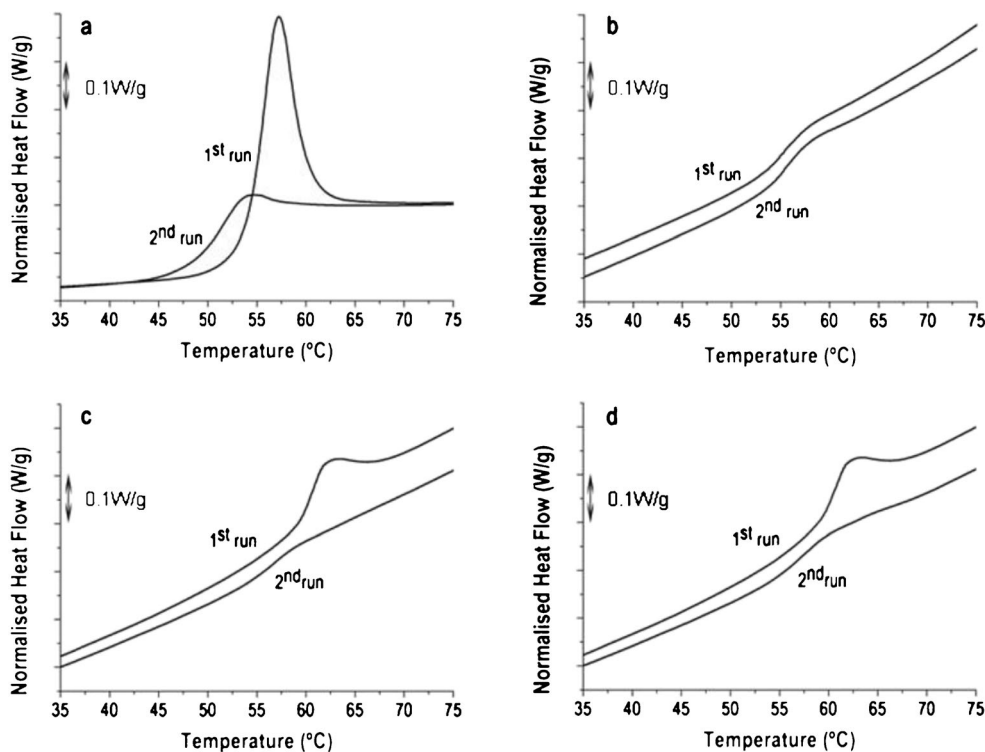 a
Normalised Heat Flow (W/g)
0.1W/g
1st run
2nd run
35 40 45 50 55 60 65 70 75
Temperature (ºC)
b
Normalised Heat Flow (W/g)
0.1W/g
1st run
2nd run
35 40 45 50 55 60 65 70 75
Temperature (ºC)
c
Normalised Heat Flow (W/g)
0.1W/g
1st run
2nd run
35 40 45 50 55 60 65 70 75
Temperature (ºC)
d
Normalised Heat Flow (W/g)
0.1W/g
1st run
2nd run
35 40 45 50 55 60 65 70 75
Temperature (ºC)